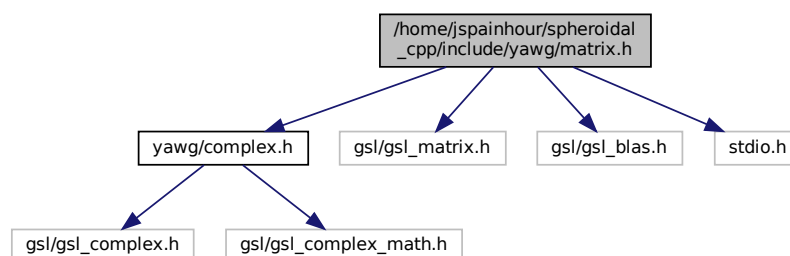 /home/jspainhour/spheroidal
_cpp/include/yawg/matrix.h
yawg/complex.h
gsl/gsl_matrix.h
gsl/gsl_blas.h
stdio.h
gsl/gsl_complex.h
gsl/gsl_complex_math.h